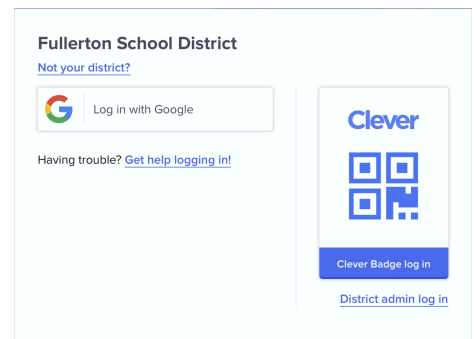 Fullerton School District
Not your district?
Log in with Google
Having trouble? Get help logging in!
Clever
Clever Badge log in
District admin log in